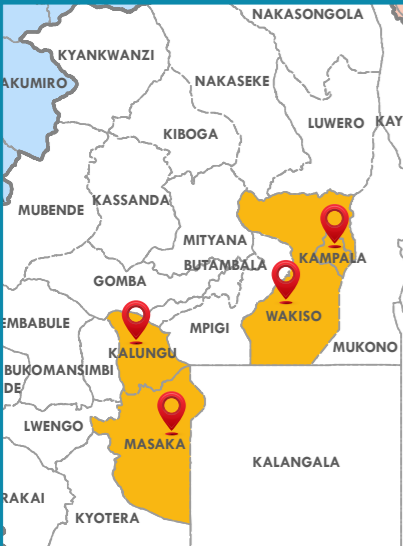 NAKASONGOLA
KYANKWANZI
AKUMIRO
NAKASEKE
LUWERO
KAY
KIBOGA
KASSANDA
MUBENDE
MITYANA
BUTAMBALA
KAMPALA
GOMBA
WAKISO
EMBABULE
MPIGI
MUKONO
KALUNGU
BUKOMANSIMBI
DE
LWENGO
MASAKA
KALANGALA
RAKAI
KYOTERA